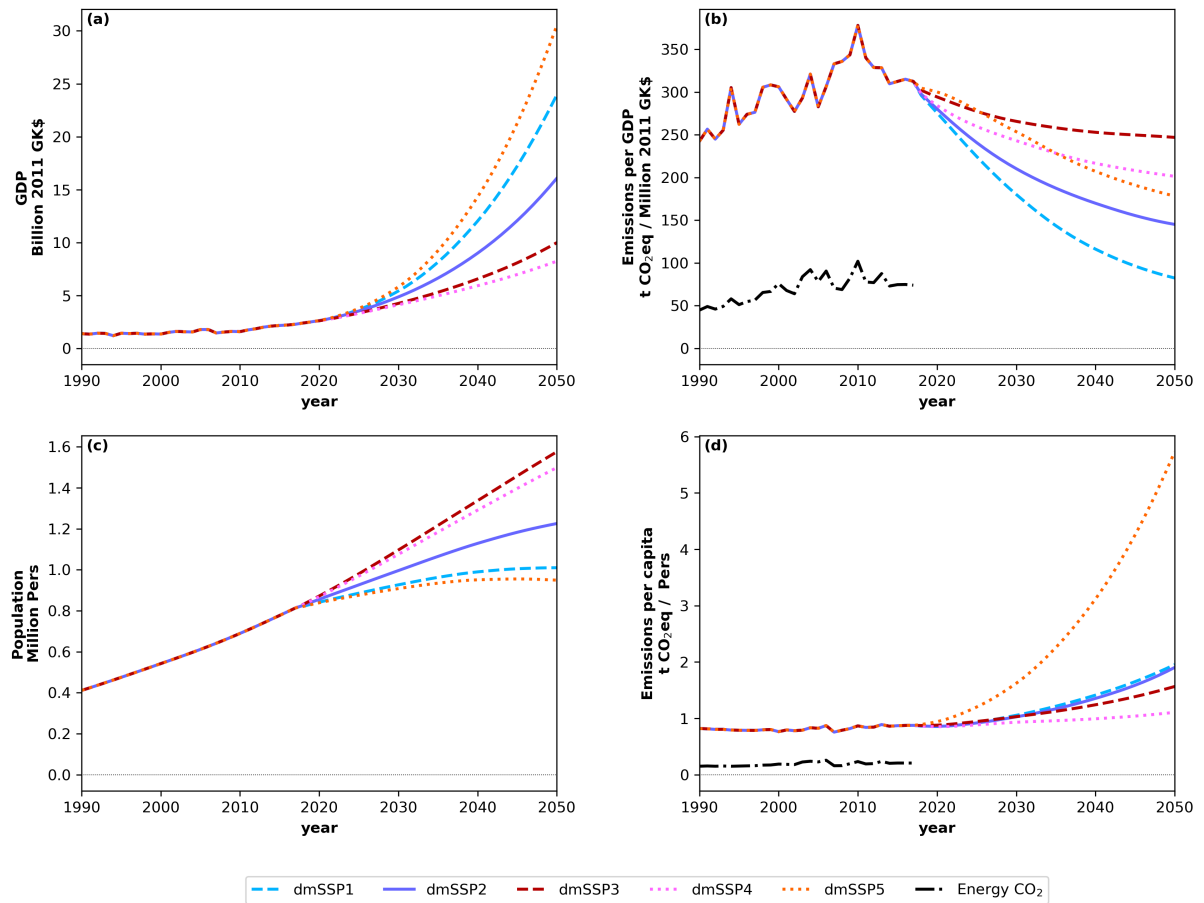 (a)
GDP
Billion 2011 GK$
30
25
20
15
10
5
0
1990 2000 2010 2020 2030 2040 2050
year
(b)
Emissions per GDP
t CO₂eq / Million 2011 GK$
350
300
250
200
150
100
50
0
1990 2000 2010 2020 2030 2040 2050
year
(c)
Population
Million Pers
1.6
1.4
1.2
1.0
0.8
0.6
0.4
0.2
0.0
1990 2000 2010 2020 2030 2040 2050
year
(d)
Emissions per capita
t CO₂eq / Pers
6
5
4
3
2
1
0
1990 2000 2010 2020 2030 2040 2050
year
dmSSP1 dmSSP2 dmSSP3 dmSSP4 dmSSP5 Energy CO₂